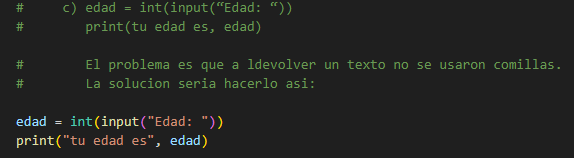 #     c) edad = int(input(“Edad: “))
#        print(tu edad es, edad)
#        El problema es que a ldevolver un texto no se usaron comillas.
#        La solucion seria hacerlo asi:
edad = int(input("Edad: "))
print("tu edad es", edad)